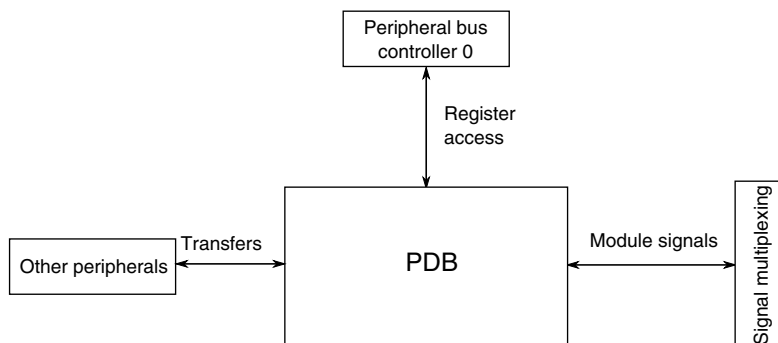 Peripheral bus
controller 0
Register
access
Signal multiplexing
Transfers
Module signals
Other peripherals
PDB